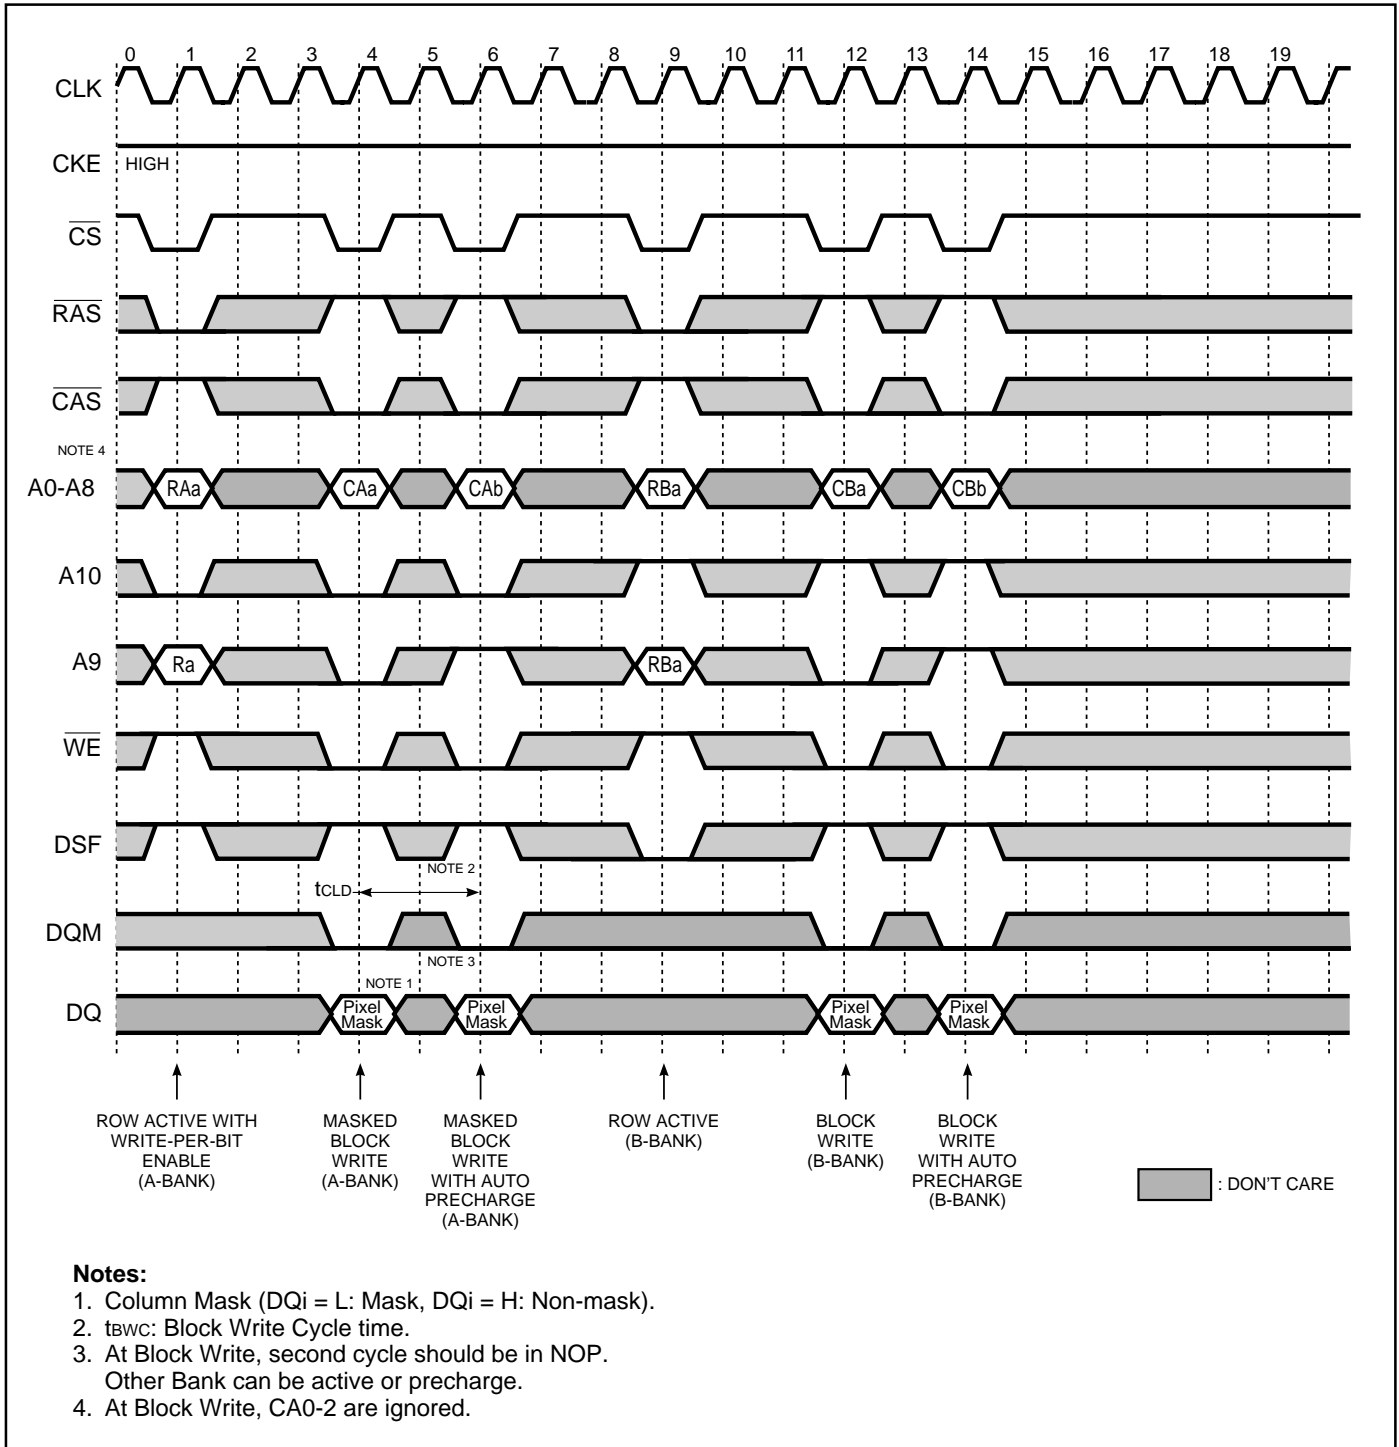 0 1 2 3 4 5 6 7 8 9 10 11 12 13 14 15 16 17 18 19
CLK
CKE HIGH
CS
RAS
CAS
NOTE 4
A0-A8 RAa CAa CAb RBa CBa CBb
A10
A9 Ra RBa
WE
DSF
NOTE 2
tCLD
DQM
NOTE 3
NOTE 1
DQ Pixel Mask Pixel Mask Pixel Mask Pixel Mask
ROW ACTIVE WITH
WRITE-PER-BIT
ENABLE
(A-BANK)
MASKED
BLOCK
WRITE
(A-BANK)
MASKED
BLOCK
WRITE
WITH AUTO
PRECHARGE
(A-BANK)
ROW ACTIVE
(B-BANK)
BLOCK
WRITE
(B-BANK)
BLOCK
WRITE
WITH AUTO
PRECHARGE
(B-BANK)
: DON'T CARE
Notes:
1. Column Mask (DQi = L: Mask, DQi = H: Non-mask).
2. tBWC: Block Write Cycle time.
3. At Block Write, second cycle should be in NOP.
Other Bank can be active or precharge.
4. At Block Write, CA0-2 are ignored.